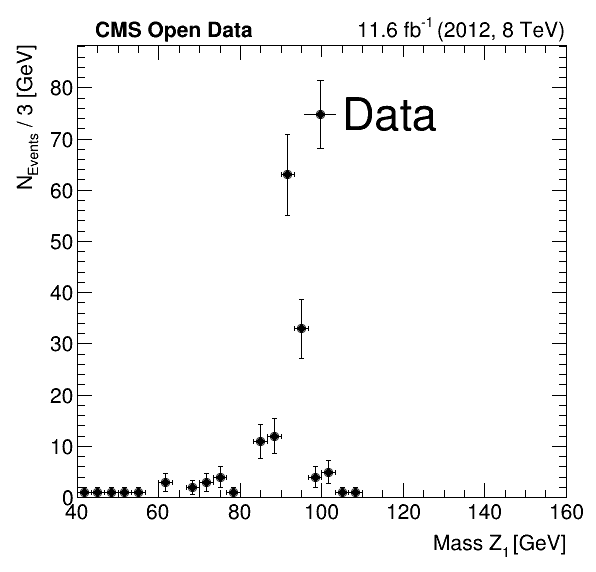 CMS Open Data 11.6 fb⁻¹ (2012, 8 TeV)
N_Events / 3 [GeV]
80
70
60
50
40
30
20
10
0
Data
40 60 80 100 120 140 160
Mass Z₁ [GeV]